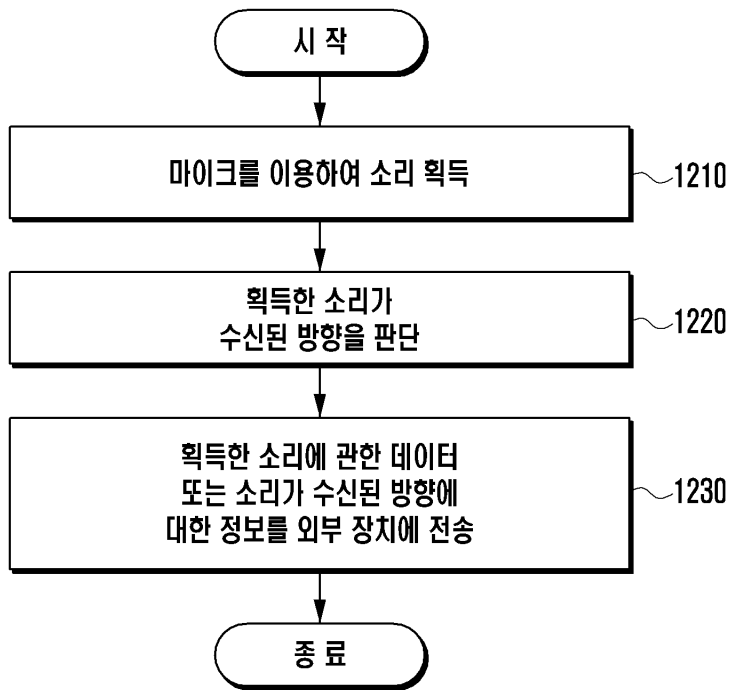 시 작
마이크를 이용하여 소리 획득
1210
획득한 소리가
수신된 방향을 판단
1220
획득한 소리에 관한 데이터
또는 소리가 수신된 방향에
대한 정보를 외부 장치에 전송
1230
종 료